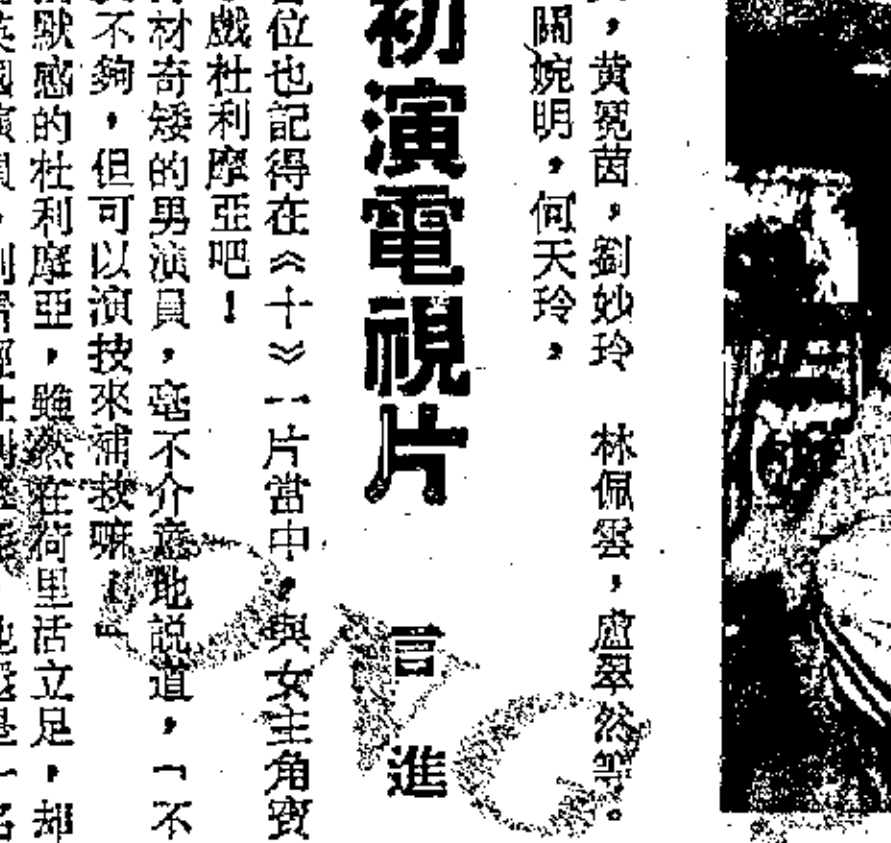 ，黃寬茵，劉妙玲　林佩雲，盧翠然等。
關婉明，何天玲，
初演電視片　言進
位也記得在《十》一片當中，與女主角寶
戲杜利摩亞吧！
材奇矮的男演員，毫不介意地說道，「不
不夠，但可以演技來補救嘛！」
默感的杜利摩亞，雖然在荷里活立足，却